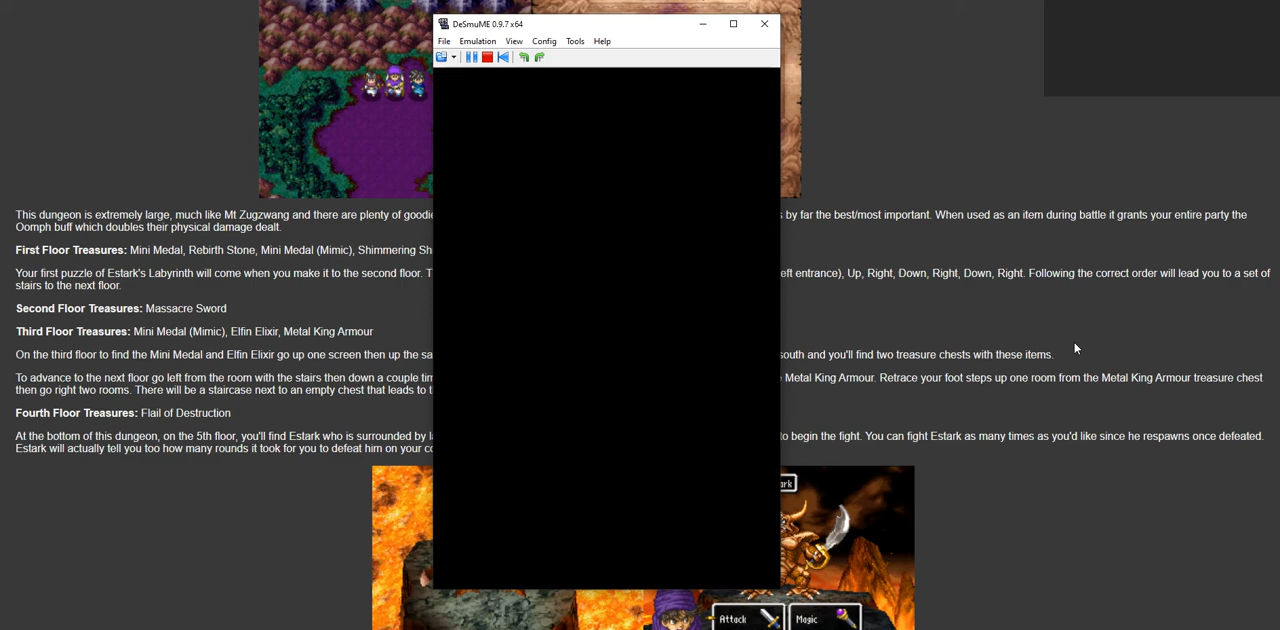 DeSmuME 0.9.7 x64
File Emulation View Config Tools Help
This dungeon is extremely large, much like Mt Zugzwang and there are plenty of goodie
s by far the best/most important. When used as an item during battle it grants your entire party the
Oomph buff which doubles their physical damage dealt.
First Floor Treasures: Mini Medal, Rebirth Stone, Mini Medal (Mimic), Shimmering Sh
Your first puzzle of Estark's Labyrinth will come when you make it to the second floor. T
eft entrance), Up, Right, Down, Right, Down, Right. Following the correct order will lead you to a set of
stairs to the next floor.
Second Floor Treasures: Massacre Sword
Third Floor Treasures: Mini Medal (Mimic), Elfin Elixir, Metal King Armour
On the third floor to find the Mini Medal and Elfin Elixir go up one screen then up the sa
south and you'll find two treasure chests with these items.
To advance to the next floor go left from the room with the stairs then down a couple tim
Metal King Armour. Retrace your foot steps up one room from the Metal King Armour treasure chest
then go right two rooms. There will be a staircase next to an empty chest that leads to t
Fourth Floor Treasures: Flail of Destruction
At the bottom of this dungeon, on the 5th floor, you'll find Estark who is surrounded by l
to begin the fight. You can fight Estark as many times as you'd like since he respawns once defeated.
Estark will actually tell you too how many rounds it took for you to defeat him on your co
ark
Attack Magic